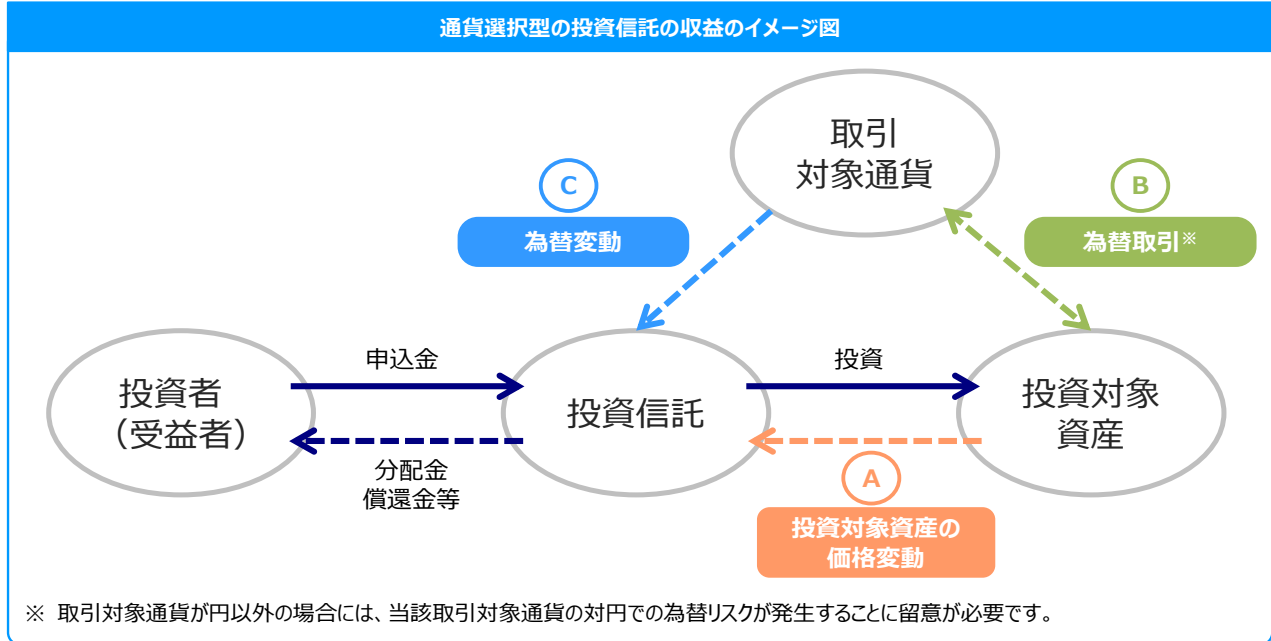 通貨選択型の投資信託の収益のイメージ図
取引
対象通貨
C
為替変動
B
為替取引※
投資者
（受益者）
申込金
分配金
償還金等
投資信託
投資
投資対象
資産
A
投資対象資産の
価格変動
※ 取引対象通貨が円以外の場合には、当該取引対象通貨の対円での為替リスクが発生することに留意が必要です。